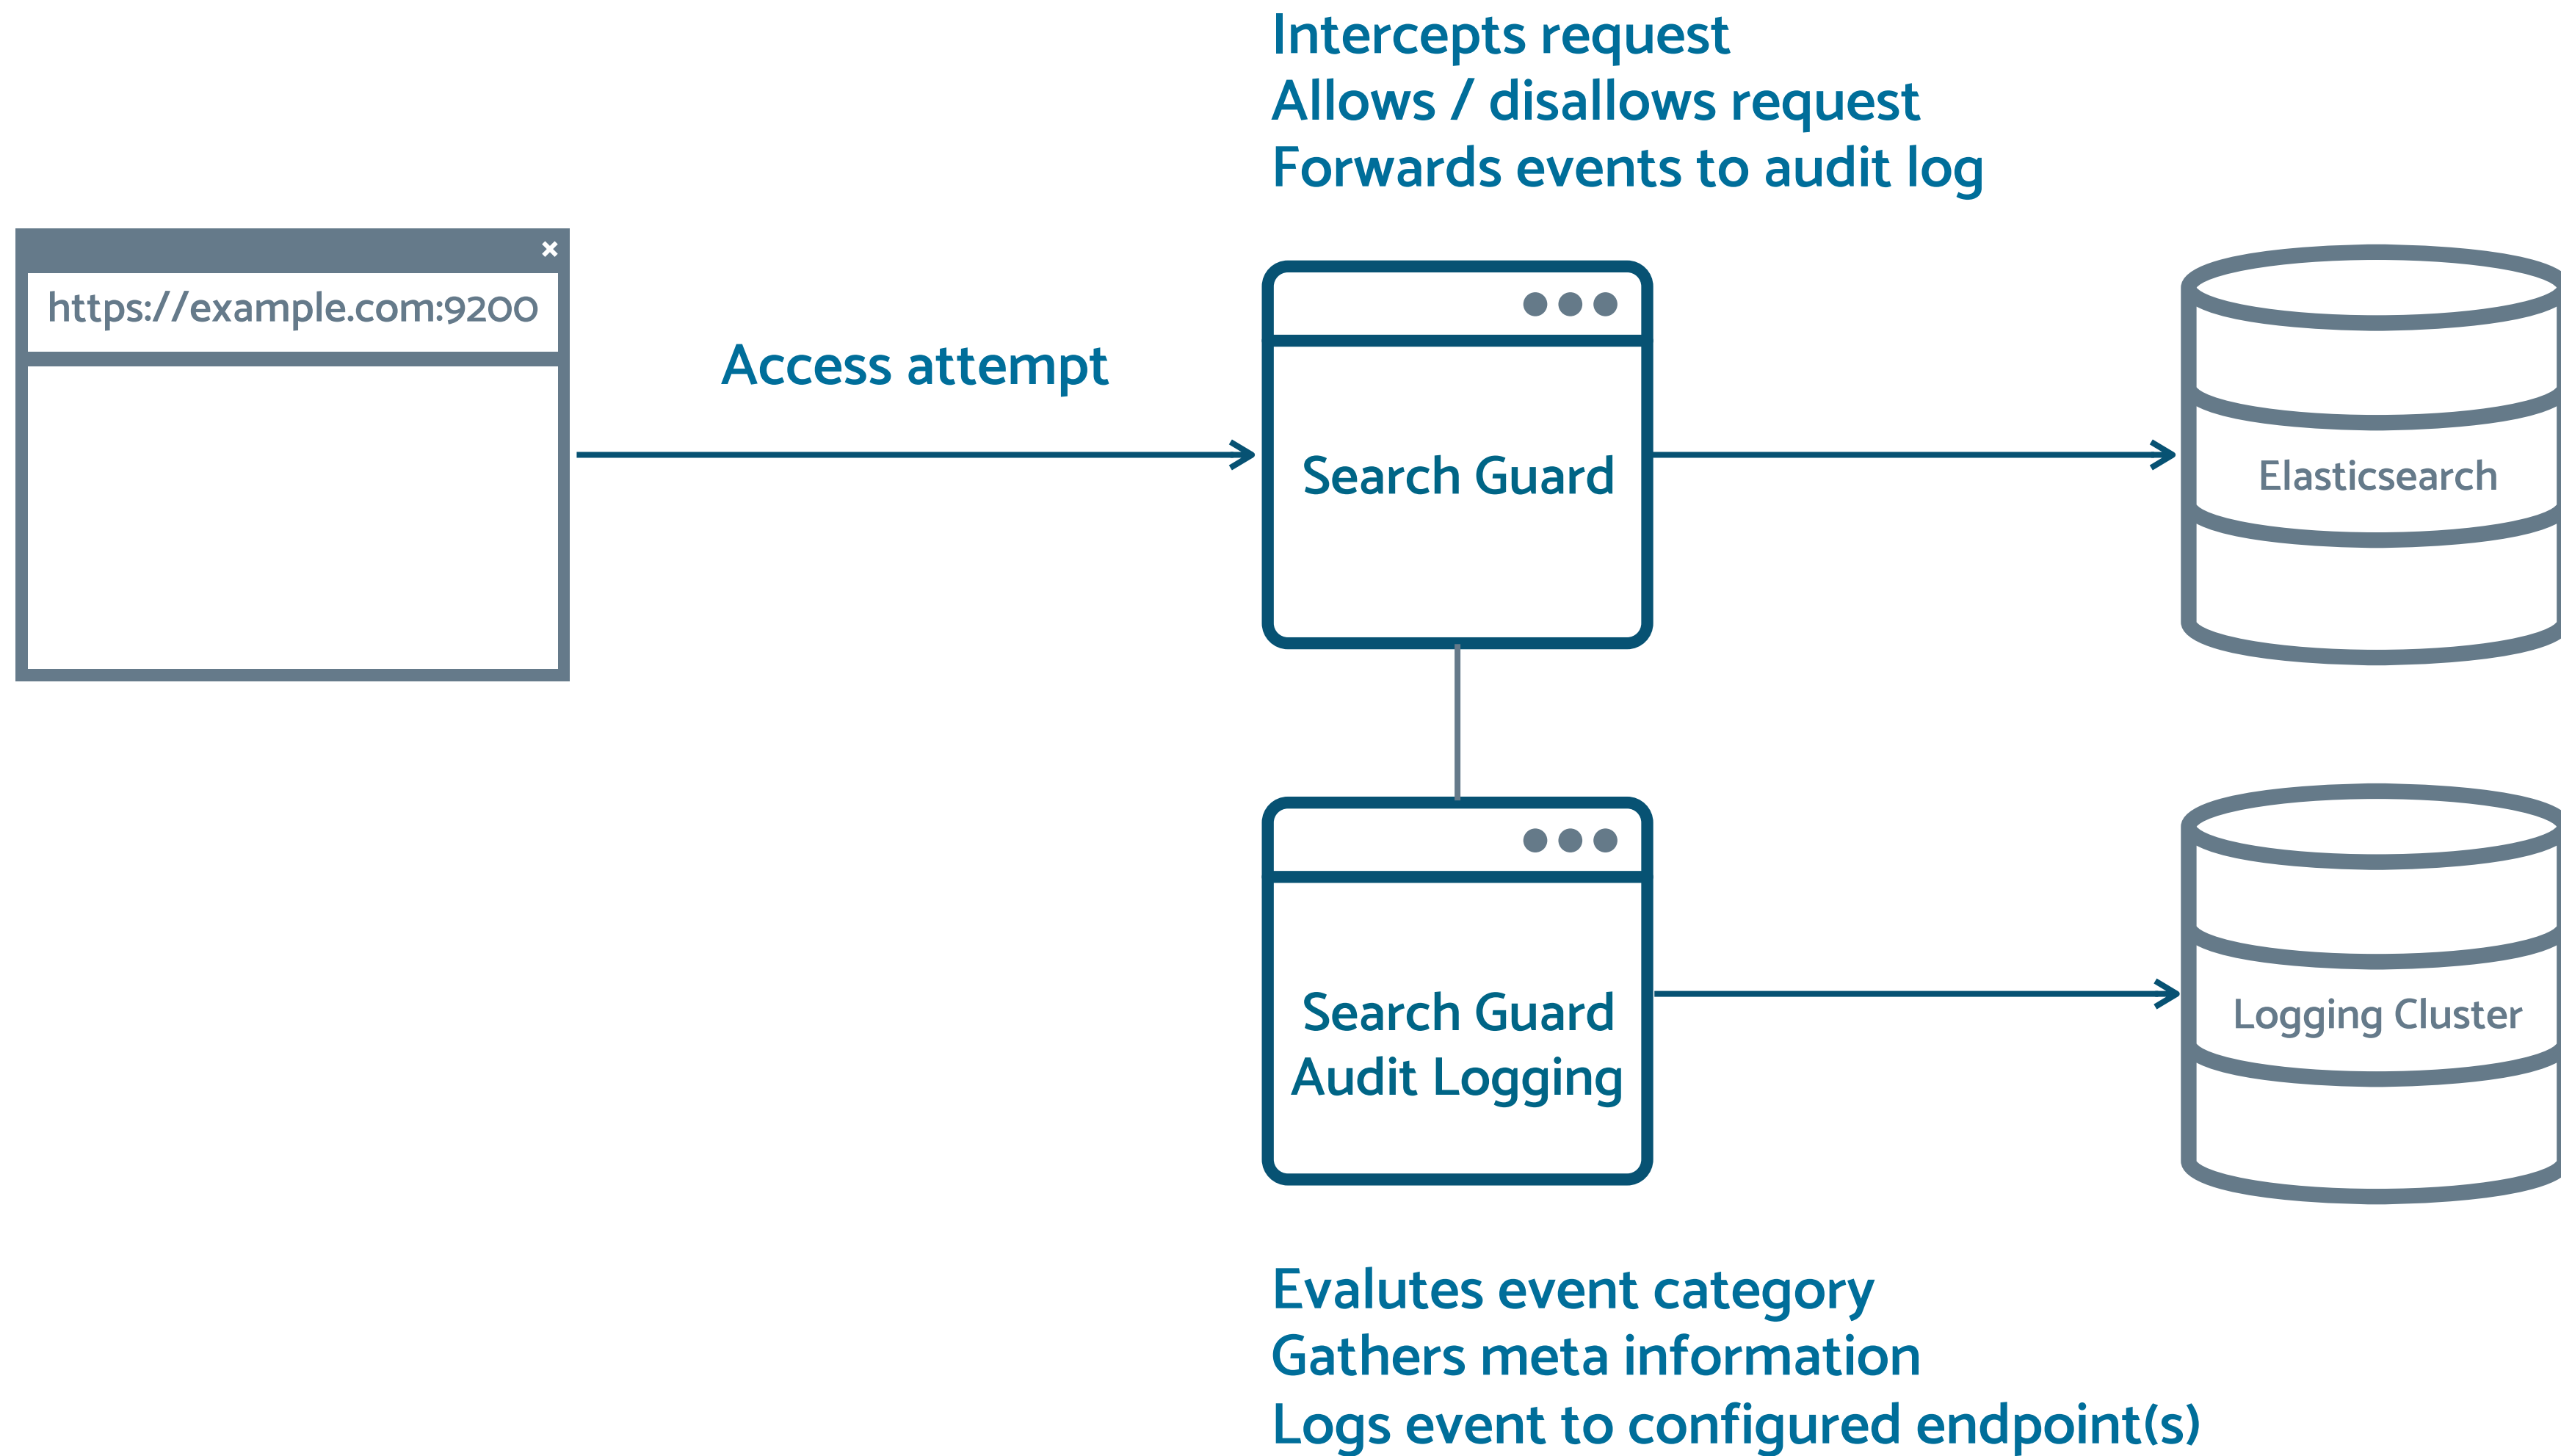 Intercepts request
Allows / disallows request
Forwards events to audit log
https://example.com:9200
Access attempt
Search Guard
Elasticsearch
Search Guard
Audit Logging
Logging Cluster
Evalutes event category
Gathers meta information
Logs event to configured endpoint(s)